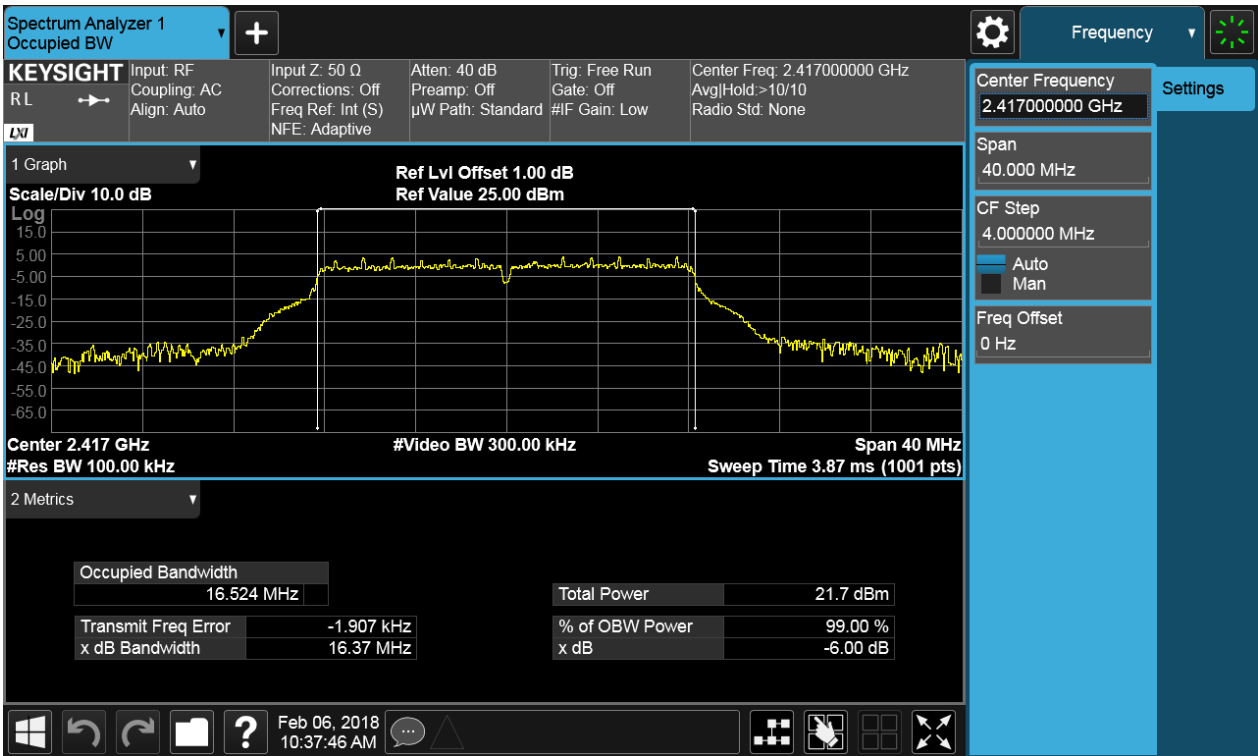 Spectrum Analyzer 1
Occupied BW
+
Frequency
KEYSIGHT
R L
LXI
Input: RF
Coupling: AC
Align: Auto
Input Z: 50 Ω
Corrections: Off
Freq Ref: Int (S)
NFE: Adaptive
Atten: 40 dB
Preamp: Off
µW Path: Standard
Trig: Free Run
Gate: Off
#IF Gain: Low
Center Freq: 2.417000000 GHz
Avg|Hold:>10/10
Radio Std: None
Center Frequency
2.417000000 GHz
Settings
Span
40.000 MHz
CF Step
4.000000 MHz
Auto
Man
Freq Offset
0 Hz
1 Graph
Scale/Div 10.0 dB
Ref Lvl Offset 1.00 dB
Ref Value 25.00 dBm
Log
15.0
5.00
-5.00
-15.0
-25.0
-35.0
-45.0
-55.0
-65.0
Center 2.417 GHz
#Video BW 300.00 kHz
Span 40 MHz
#Res BW 100.00 kHz
Sweep Time 3.87 ms (1001 pts)
2 Metrics
Occupied Bandwidth
16.524 MHz
Total Power 21.7 dBm
Transmit Freq Error -1.907 kHz
% of OBW Power 99.00 %
x dB Bandwidth 16.37 MHz
x dB -6.00 dB
?
Feb 06, 2018
10:37:46 AM